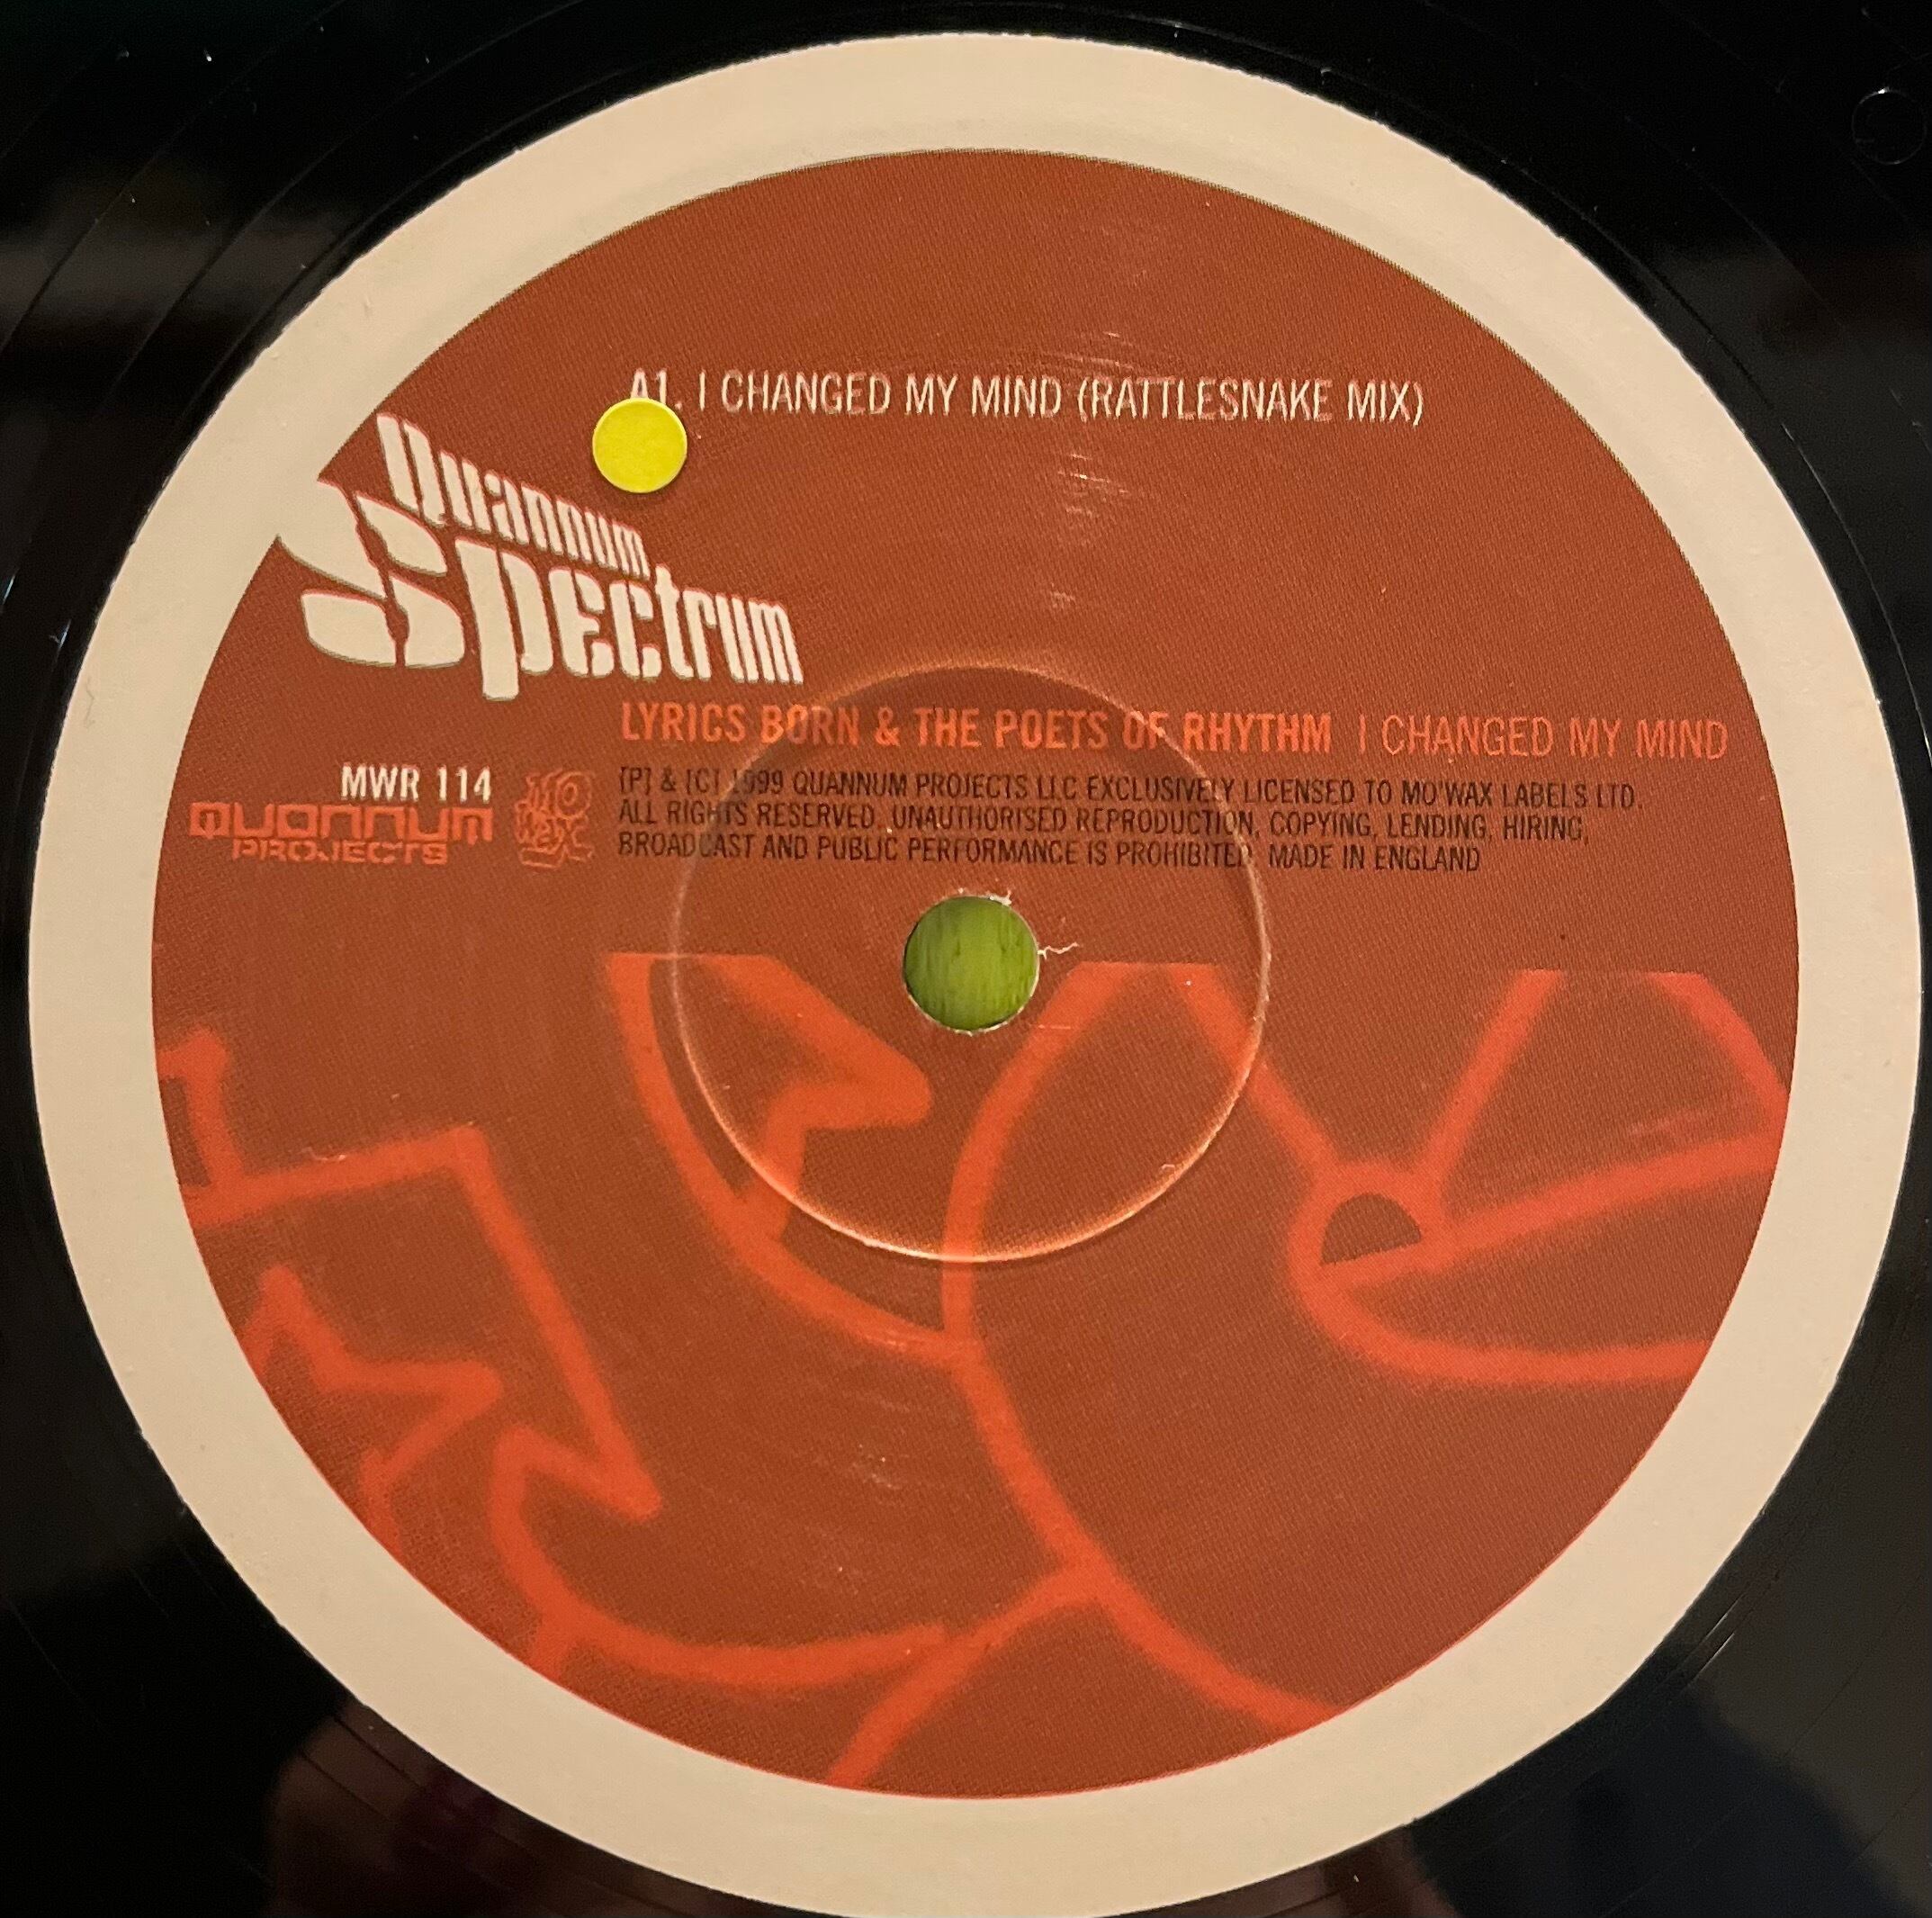 A1. I CHANGED MY MIND (RATTLESNAKE MIX)
Quannum
Spectrum
LYRICS BORN & THE POETS OF RHYTHM I CHANGED MY MIND
MWR 114
QUANNUM
PROJECTS
MO
WAX
[P] & [C] 1999 QUANNUM PROJECTS LLC EXCLUSIVELY LICENSED TO MO'WAX LABELS LTD.
ALL RIGHTS RESERVED. UNAUTHORISED REPRODUCTION, COPYING, LENDING, HIRING,
BROADCAST AND PUBLIC PERFORMANCE IS PROHIBITED. MADE IN ENGLAND